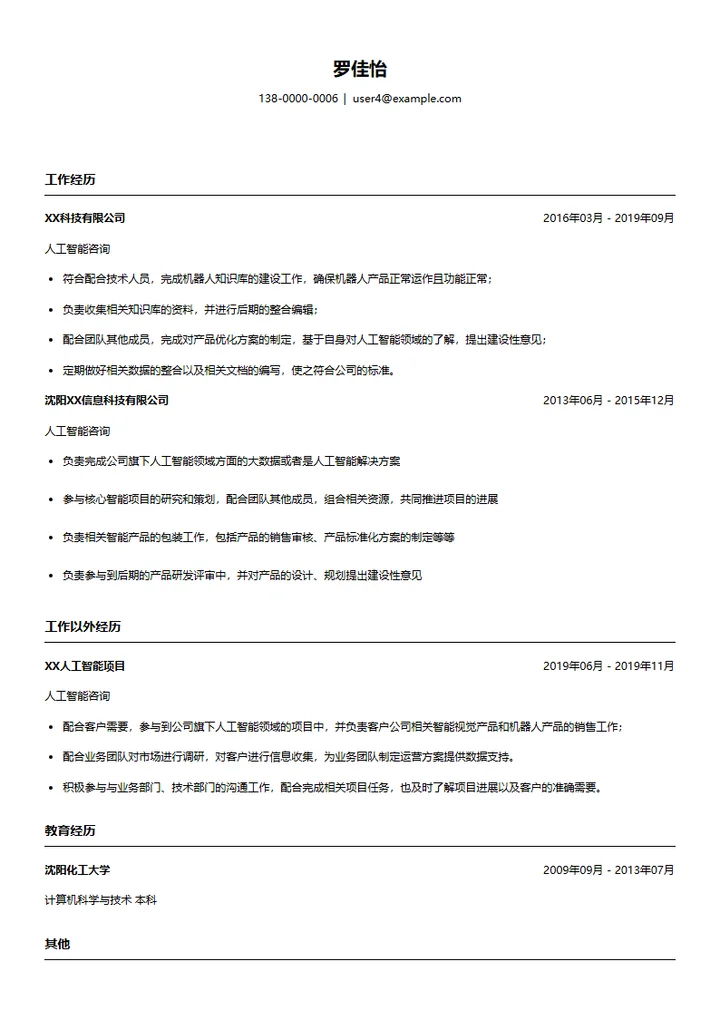 罗佳怡
138-0000-0006 | user4@example.com
工作经历
XX科技有限公司 2016年03月 - 2019年09月
人工智能咨询
• 符合配合技术人员，完成机器人知识库的建设工作，确保机器人产品正常运作且功能正常；
• 负责收集相关知识库的资料，并进行后期的整合编辑；
• 配合团队其他成员，完成对产品优化方案的制定，基于自身对人工智能领域的了解，提出建设性意见；
• 定期做好相关数据的整合以及相关文档的编写，使之符合公司的标准。
沈阳XX信息科技有限公司 2013年06月 - 2015年12月
人工智能咨询
• 负责完成公司旗下人工智能领域方面的大数据或者是人工智能解决方案
• 参与核心智能项目的研究和策划，配合团队其他成员，组合相关资源，共同推进项目的进展
• 负责相关智能产品的包装工作，包括产品的销售审核、产品标准化方案的制定等等
• 负责参与到后期的产品研发评审中，并对产品的设计、规划提出建设性意见
工作以外经历
XX人工智能项目 2019年06月 - 2019年11月
人工智能咨询
• 配合客户需要，参与到公司旗下人工智能领域的项目中，并负责客户公司相关智能视觉产品和机器人产品的销售工作；
• 配合业务团队对市场进行调研，对客户进行信息收集，为业务团队制定运营方案提供数据支持。
• 积极参与与业务部门、技术部门的沟通工作，配合完成相关项目任务，也及时了解项目进展以及客户的准确需要。
教育经历
沈阳化工大学 2009年09月 - 2013年07月
计算机科学与技术 本科
其他